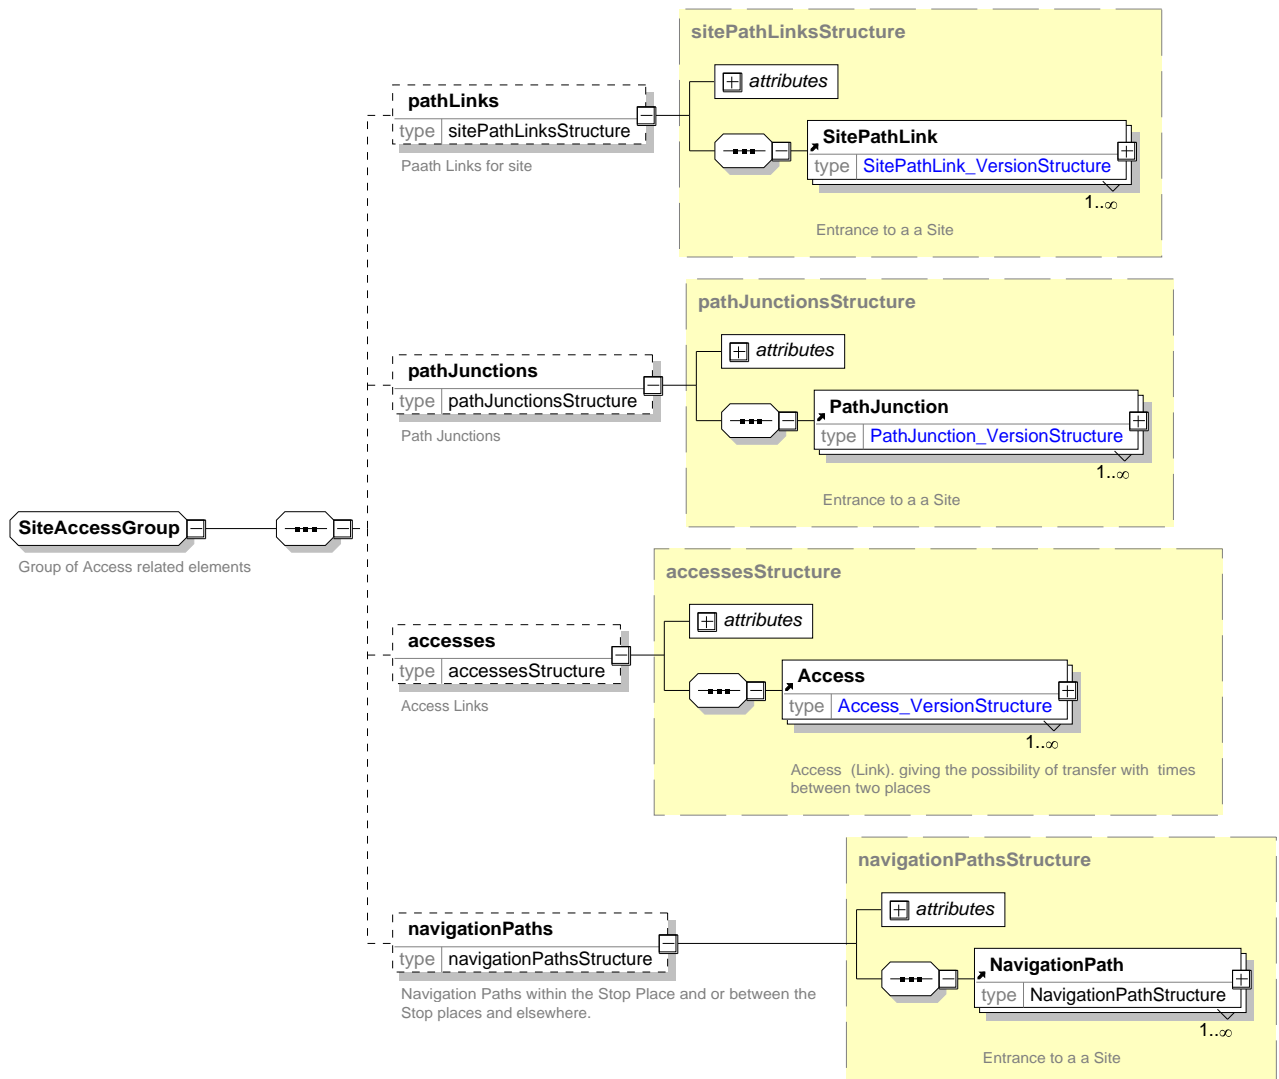 sitePathLinksStructure
attributes
pathLinks
type sitePathLinksStructure
Paath Links for site
SitePathLink
type SitePathLink_VersionStructure
1..∞
Entrance to a a Site
pathJunctionsStructure
attributes
pathJunctions
type pathJunctionsStructure
Path Junctions
PathJunction
type PathJunction_VersionStructure
1..∞
Entrance to a a Site
SiteAccessGroup
Group of Access related elements
accessesStructure
attributes
accesses
type accessesStructure
Access Links
Access
type Access_VersionStructure
1..∞
Access (Link). giving the possibility of transfer with times
between two places
navigationPathsStructure
attributes
navigationPaths
type navigationPathsStructure
Navigation Paths within the Stop Place and or between the
Stop places and elsewhere.
NavigationPath
type NavigationPathStructure
1..∞
Entrance to a a Site